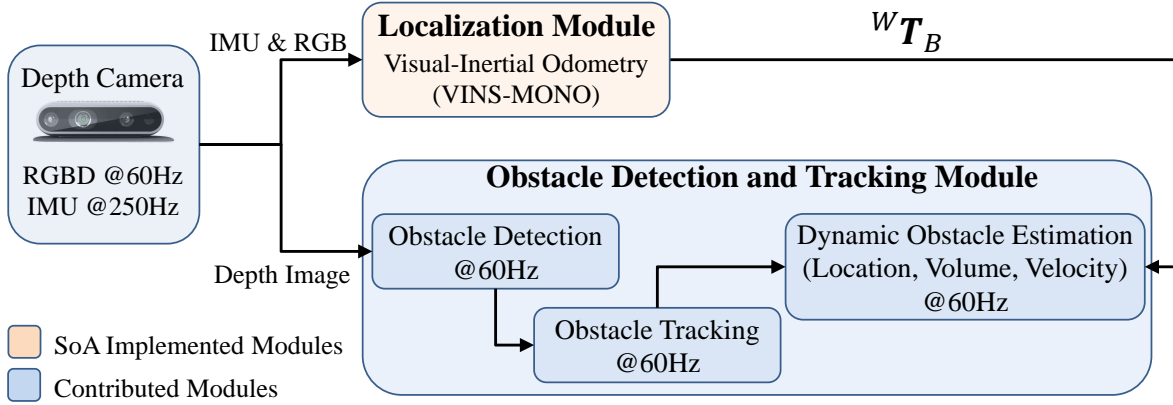 Depth Camera
RGBD @60Hz
IMU @250Hz
IMU & RGB
Depth Image
Localization Module
Visual-Inertial Odometry
(VINS-MONO)
ᵂT_B
Obstacle Detection and Tracking Module
Obstacle Detection
@60Hz
Obstacle Tracking
@60Hz
Dynamic Obstacle Estimation
(Location, Volume, Velocity)
@60Hz
SoA Implemented Modules
Contributed Modules